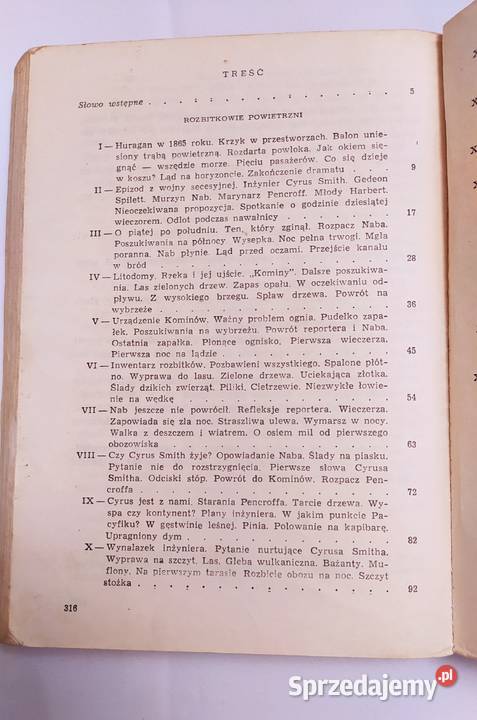 TREŚĆ
Słowo wstępne . . . . . . . . . . . . . . 5
ROZBITKOWIE POWIETRZNI
I — Huragan w 1865 roku. Krzyk w przestworzach. Balon unie-
siony trąbą powietrzną. Rozdarta powłoka. Jak okiem się-
gnąć — wszędzie morze. Pięciu pasażerów. Co się dzieje
w koszu? Ląd na horyzoncie. Zakończenie dramatu . . . 9
II — Epizod z wojny secesyjnej. Inżynier Cyrus Smith. Gedeon
Spilett. Murzyn Nab. Marynarz Pencroff. Młody Harbert.
Nieoczekiwana propozycja. Spotkanie o godzinie dziesiątej
wieczorem. Odlot podczas nawałnicy . . . . . . . 17
III — O piątej po południu. Ten, który zginął. Rozpacz Naba.
Poszukiwania na północy Wysepka. Noc pełna trwogi. Mgła
poranna. Nab płynie. Ląd przed oczami. Przejście kanału
w bród . . . . . . . . . . . . . . 28
IV — Litodomy. Rzeka i jej ujście. „Kominy". Dalsze poszukiwa-
nia. Las zielonych drzew. Zapas opału. W oczekiwaniu od-
pływu. Z wysokiego brzegu. Spław drzewa. Powrót na
wybrzeże . . . . . . . . . . . . . . 36
V — Urządzenie Kominów. Ważny problem ognia. Pudełko zapa-
łek. Poszukiwania na wybrzeżu. Powrót reportera i Naba.
Ostatnia zapałka. Płonące ognisko, Pierwsza wieczerza.
Pierwsza noc na lądzie . . . . . . . . . . . 45
VI — Inwentarz rozbitków. Pozbawieni wszystkiego. Spalone płót-
no. Wyprawa do lasu. Zielone drzewa. Uciekająca złotka.
Ślady dzikich zwierząt. Piliki. Cietrzewie. Niezwykłe łowie-
nie na wędkę . . . . . . . . . . . . . 54
VII — Nab jeszcze nie powrócił. Refleksje reportera. Wieczerza.
Zapowiada się zła noc. Straszliwa ulewa. Wymarsz w nocy.
Walka z deszczem i wiatrem. O osiem mil od pierwszego
obozowiska . . . . . . . . . . . . . 63
VIII — Czy Cyrus Smith żyje? Opowiadanie Naba. Ślady na piasku.
Pytanie nie do rozstrzygnięcia. Pierwsze słowa Cyrusa
Smitha. Odciski stóp. Powrót do Kominów. Rozpacz Pen-
croffa . . . . . . . . . . . . . . 72
IX — Cyrus jest z nami. Starania Pencroffa. Tarcie drzewa. Wy-
spa czy kontynent? Plany inżyniera. W jakim punkcie Pa-
cyfiku? W gęstwinie leśnej. Pinia. Polowanie na kapibarę.
Upragniony dym . . . . . . . . . . . . 82
X — Wynalazek inżyniera. Pytanie nurtujące Cyrusa Smitha.
Wyprawa na szczyt. Las. Gleba wulkaniczna. Bażanty. Mu-
flony. Na pierwszym tarasie Rozbicie obozu na noc. Szczyt
stożka . . . . . . . . . . . . . . 92
316
Sprzedajemy.pl